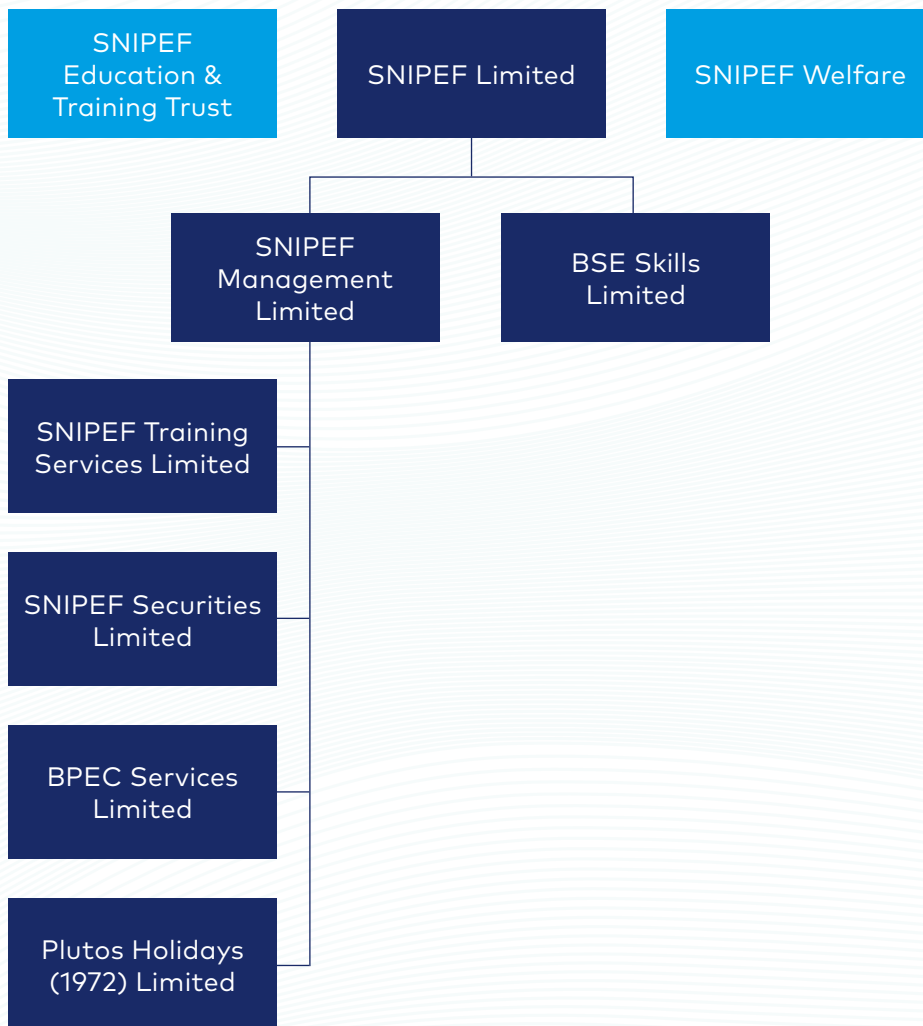 SNIPEF
Education &
Training Trust
SNIPEF Limited
SNIPEF Welfare
SNIPEF
Management
Limited
BSE Skills
Limited
SNIPEF Training
Services Limited
SNIPEF Securities
Limited
BPEC Services
Limited
Plutos Holidays
(1972) Limited